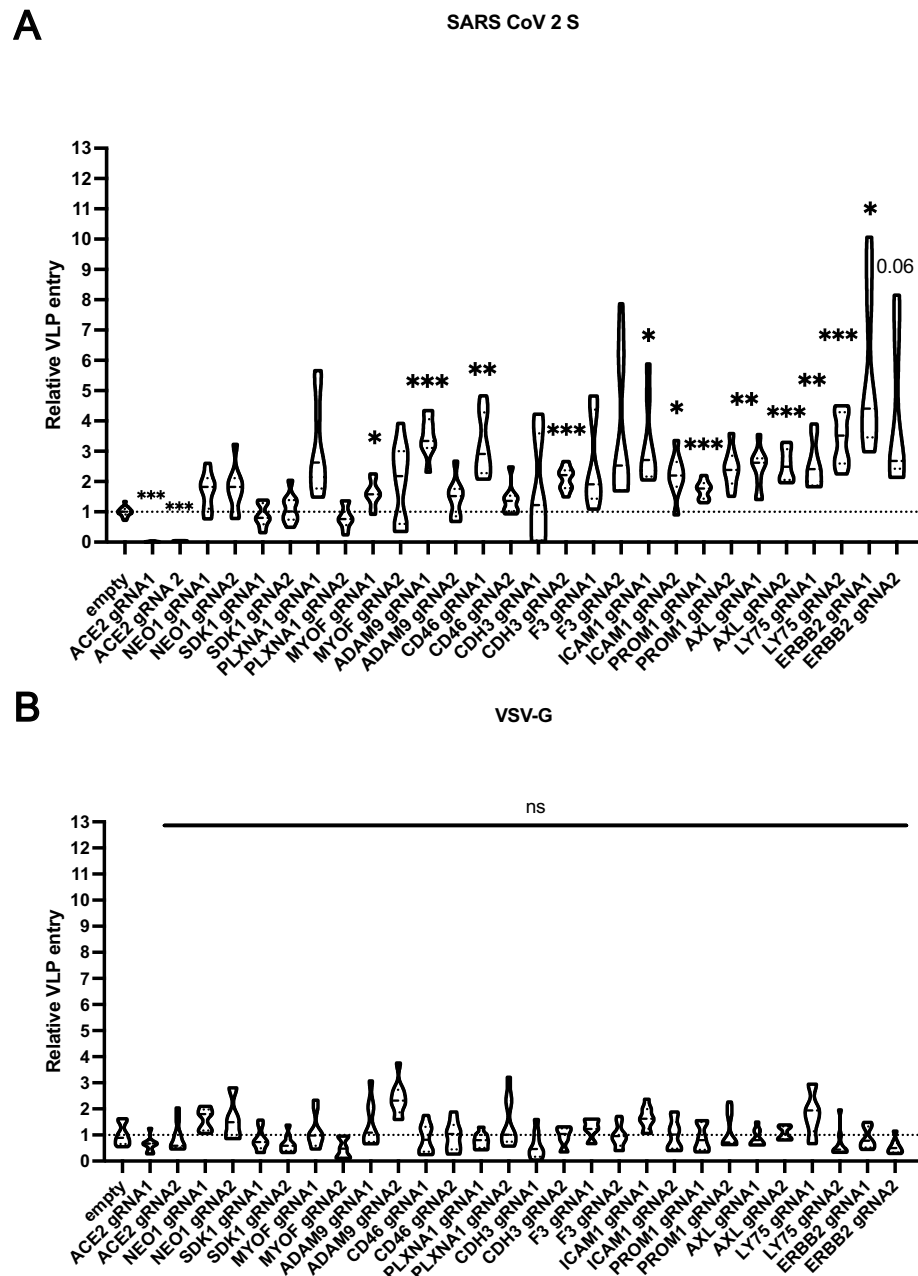 A
SARS CoV 2 S
Relative VLP entry
13
12
11
10
9
8
7
6
5
4
3
2
1
0
***
***
*
***
**
***
*
*
***
**
***
**
***
*
0.06
empty
ACE2 gRNA1
ACE2 gRNA 2
NEO1 gRNA1
NEO1 gRNA2
SDK1 gRNA1
SDK1 gRNA2
PLXNA1 gRNA1
PLXNA1 gRNA2
MYOF gRNA1
MYOF gRNA2
ADAM9 gRNA1
ADAM9 gRNA2
CD46 gRNA1
CD46 gRNA2
CDH3 gRNA1
CDH3 gRNA2
F3 gRNA1
F3 gRNA2
ICAM1 gRNA1
ICAM1 gRNA2
PROM1 gRNA1
PROM1 gRNA2
AXL gRNA1
AXL gRNA2
LY75 gRNA1
LY75 gRNA2
ERBB2 gRNA1
ERBB2 gRNA2
B
VSV-G
ns
Relative VLP entry
13
12
11
10
9
8
7
6
5
4
3
2
1
0
empty
ACE2 gRNA1
ACE2 gRNA2
NEO1 gRNA1
NEO1 gRNA2
SDK1 gRNA1
SDK1 gRNA2
MYOF gRNA1
MYOF gRNA2
ADAM9 gRNA1
ADAM9 gRNA2
CD46 gRNA1
CD46 gRNA2
PLXNA1 gRNA1
PLXNA1 gRNA2
CDH3 gRNA1
CDH3 gRNA2
F3 gRNA1
F3 gRNA2
ICAM1 gRNA1
ICAM1 gRNA2
PROM1 gRNA1
PROM1 gRNA2
AXL gRNA1
AXL gRNA2
LY75 gRNA1
LY75 gRNA2
ERBB2 gRNA1
ERBB2 gRNA2